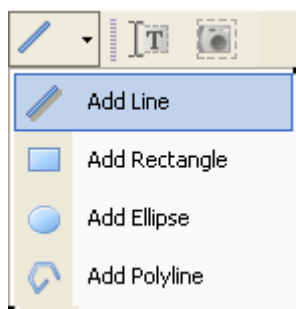 T
Add Line
Add Rectangle
Add Ellipse
Add Polyline